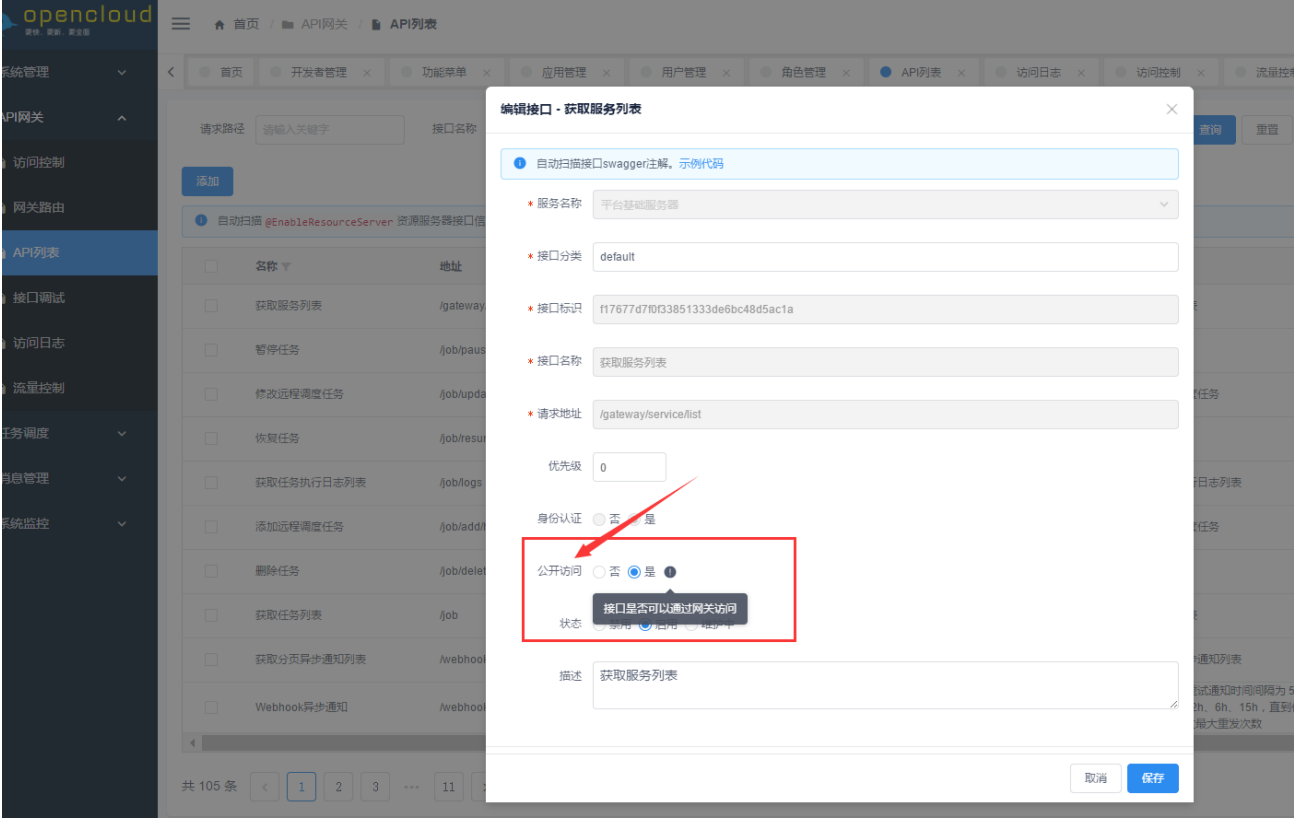 opencloud
首页 / API网关 / API列表
系统管理
API网关
访问控制
网关路由
API列表
接口调试
访问日志
流量控制
任务调度
消息管理
系统监控
首页 开发者管理 × 功能菜单 × 应用管理 × 用户管理 × 角色管理 × API列表 × 访问日志 × 访问控制 × 流量控制
请求路径 请输入关键字 接口名称 查询 重置
添加
自动扫描 @EnableResourceServer 资源服务器接口信
名称 地址
获取服务列表 /gateway
暂停任务 /job/paus
修改远程调度任务 /job/upda
恢复任务 /job/resu
获取任务执行日志列表 /job/logs
添加远程调度任务 /job/add/
删除任务 /job/delet
获取任务列表 /job
获取分页异步通知列表 /webhook
Webhook异步通知 /webhook
度任务
行日志列表
度任务
步通知列表
试通知时间间隔为 5
2h、6h、15h，直到
最大重发次数
共 105 条 < 1 2 3 ••• 11 >
编辑接口 - 获取服务列表
自动扫描接口swagger注解。示例代码
* 服务名称 平台基础服务器
* 接口分类 default
* 接口标识 f17677d7f0f33851333de6bc48d5ac1a
* 接口名称 获取服务列表
* 请求地址 /gateway/service/list
优先级 0
身份认证 否 是
公开访问 否 是
接口是否可以通过网关访问
状态 禁用 启用 维护中
描述 获取服务列表
取消 保存